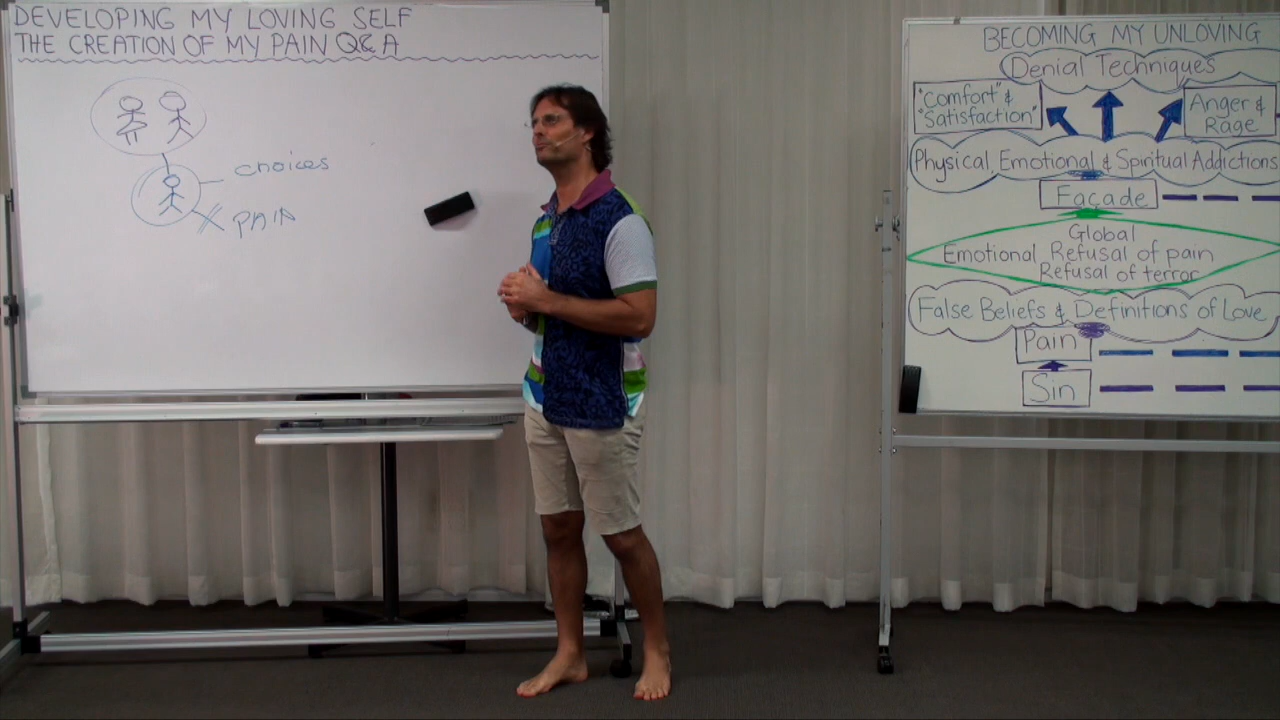 DEVELOPING MY LOVING SELF
THE CREATION OF MY PAIN Q&A
choices
PAIN
BECOMING MY UNLOVING
Denial Techniques
"Comfort" &
"Satisfaction"
Anger &
Rage
Physical, Emotional & Spiritual Addictions
Façade
Global
Emotional Refusal of pain
Refusal of terror
False Beliefs & Definitions of Love
Pain
Sin